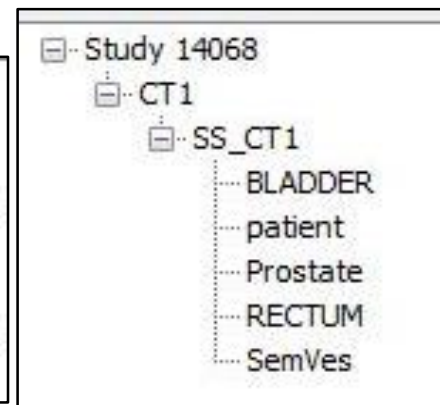 Study 14068
CT1
SS_CT1
BLADDER
patient
Prostate
RECTUM
SemVes